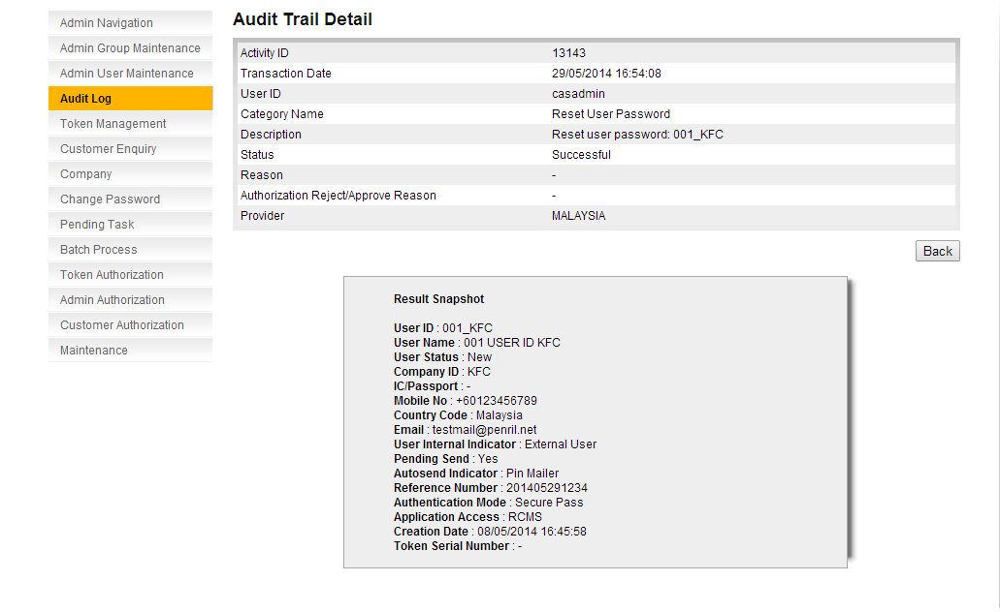 Admin Navigation
Admin Group Maintenance
Admin User Maintenance
Audit Log
Token Management
Customer Enquiry
Company
Change Password
Pending Task
Batch Process
Token Authorization
Admin Authorization
Customer Authorization
Maintenance
Audit Trail Detail
Activity ID 13143
Transaction Date 29/05/2014 16:54:08
User ID casadmin
Category Name Reset User Password
Description Reset user password: 001_KFC
Status Successful
Reason -
Authorization Reject/Approve Reason -
Provider MALAYSIA
Back
Result Snapshot
User ID : 001_KFC
User Name : 001 USER ID KFC
User Status : New
Company ID : KFC
IC/Passport : -
Mobile No : +60123456789
Country Code : Malaysia
Email : testmail@penril.net
User Internal Indicator : External User
Pending Send : Yes
Autosend Indicator : Pin Mailer
Reference Number : 201405291234
Authentication Mode : Secure Pass
Application Access : RCMS
Creation Date : 08/05/2014 16:45:58
Token Serial Number : -